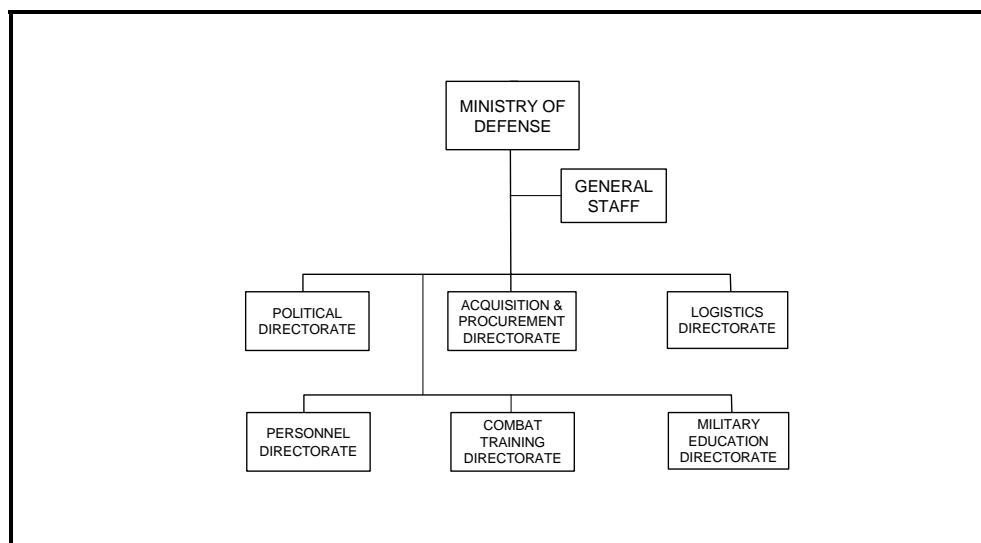 MINISTRY OF
DEFENSE
GENERAL
STAFF
POLITICAL
DIRECTORATE
ACQUISITION &
PROCUREMENT
DIRECTORATE
LOGISTICS
DIRECTORATE
PERSONNEL
DIRECTORATE
COMBAT
TRAINING
DIRECTORATE
MILITARY
EDUCATION
DIRECTORATE